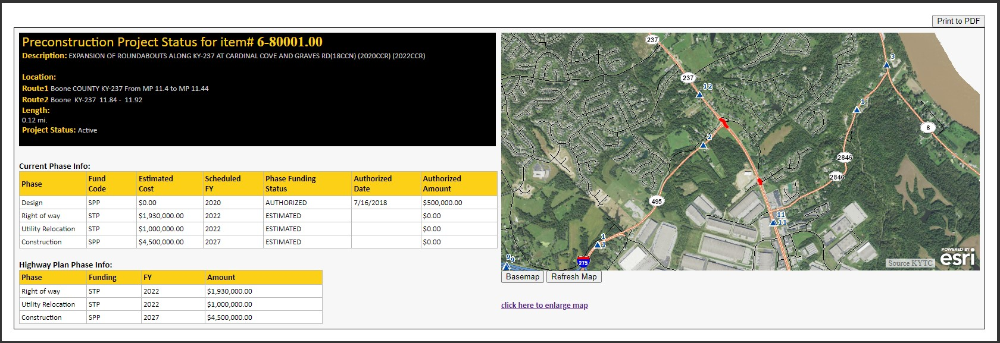 Print to PDF
Preconstruction Project Status for item# 6-80001.00
Description: EXPANSION OF ROUNDABOUTS ALONG KY-237 AT CARDINAL COVE AND GRAVES RD(18CCN) (2020CCR) (2022CCR)
Location:
Route1 Boone COUNTY KY-237 From MP 11.4 to MP 11.44
Route2 Boone KY-237 11.84 - 11.92
Length:
0.12 mi.
Project Status: Active
Current Phase Info:
Phase Fund Code Estimated Cost Scheduled FY Phase Funding Status Authorized Date Authorized Amount
Design SPP $0.00 2020 AUTHORIZED 7/16/2018 $500,000.00
Right of way STP $1,930,000.00 2022 ESTIMATED $0.00
Utility Relocation STP $1,000,000.00 2022 ESTIMATED $0.00
Construction SPP $4,500,000.00 2027 ESTIMATED $0.00
Highway Plan Phase Info:
Phase Funding FY Amount
Right of way STP 2022 $1,930,000.00
Utility Relocation STP 2022 $1,000,000.00
Construction SPP 2027 $4,500,000.00
237
3
237
12
1
8
2
2846
2846
495
11
11
1
1
9
9
275
POWERED BY
esri
Source KYTC
Basemap Refresh Map
click here to enlarge map